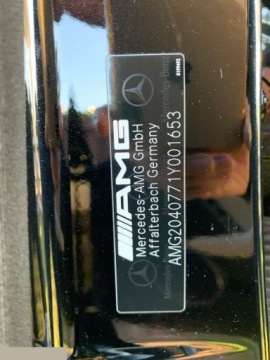 AMG
Mercedes-AMG GmbH
Affalterbach Germany
AMG2040771Y001653